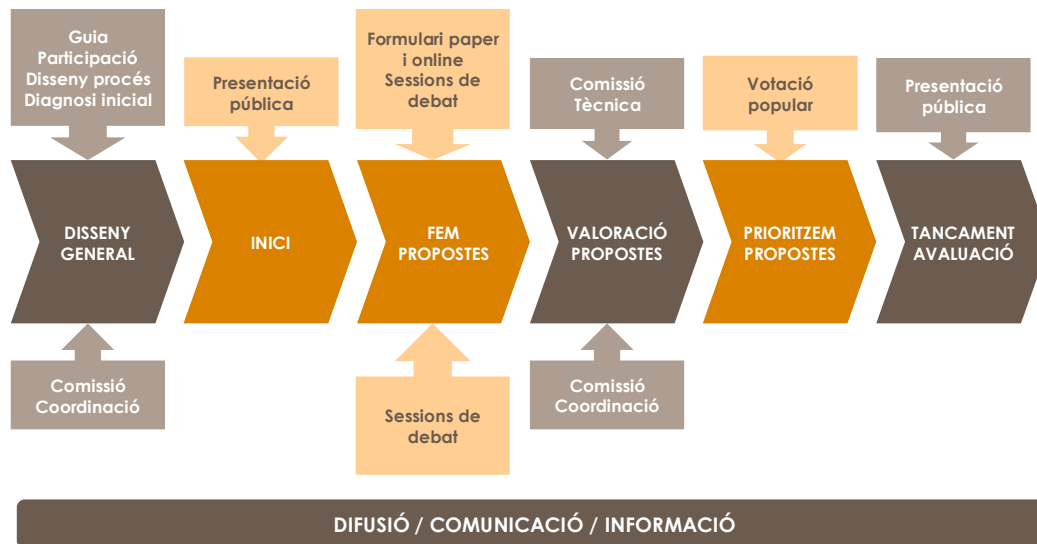 Guia
Participació
Disseny procés
Diagnosi inicial
Presentació
pública
Formulari paper
i online
Sessions de
debat
Comissió
Tècnica
Votació
popular
Presentació
pública
DISSENY
GENERAL
INICI
FEM
PROPOSTES
VALORACIÓ
PROPOSTES
PRIORITZEM
PROPOSTES
TANCAMENT
AVALUACIÓ
Comissió
Coordinació
Sessions de
debat
Comissió
Coordinació
DIFUSIÓ / COMUNICACIÓ / INFORMACIÓ